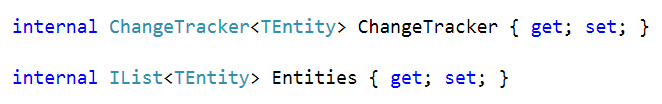 internal ChangeTracker<TEntity> ChangeTracker { get; set; }
internal IList<TEntity> Entities { get; set; }